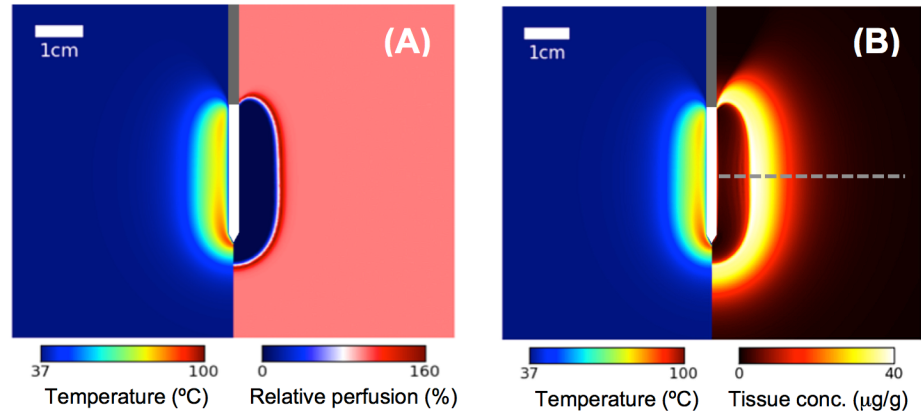 (A)
1cm
37
100
0
160
Temperature (ºC)
Relative perfusion (%)
(B)
1cm
37
100
0
40
Temperature (ºC)
Tissue conc. (µg/g)